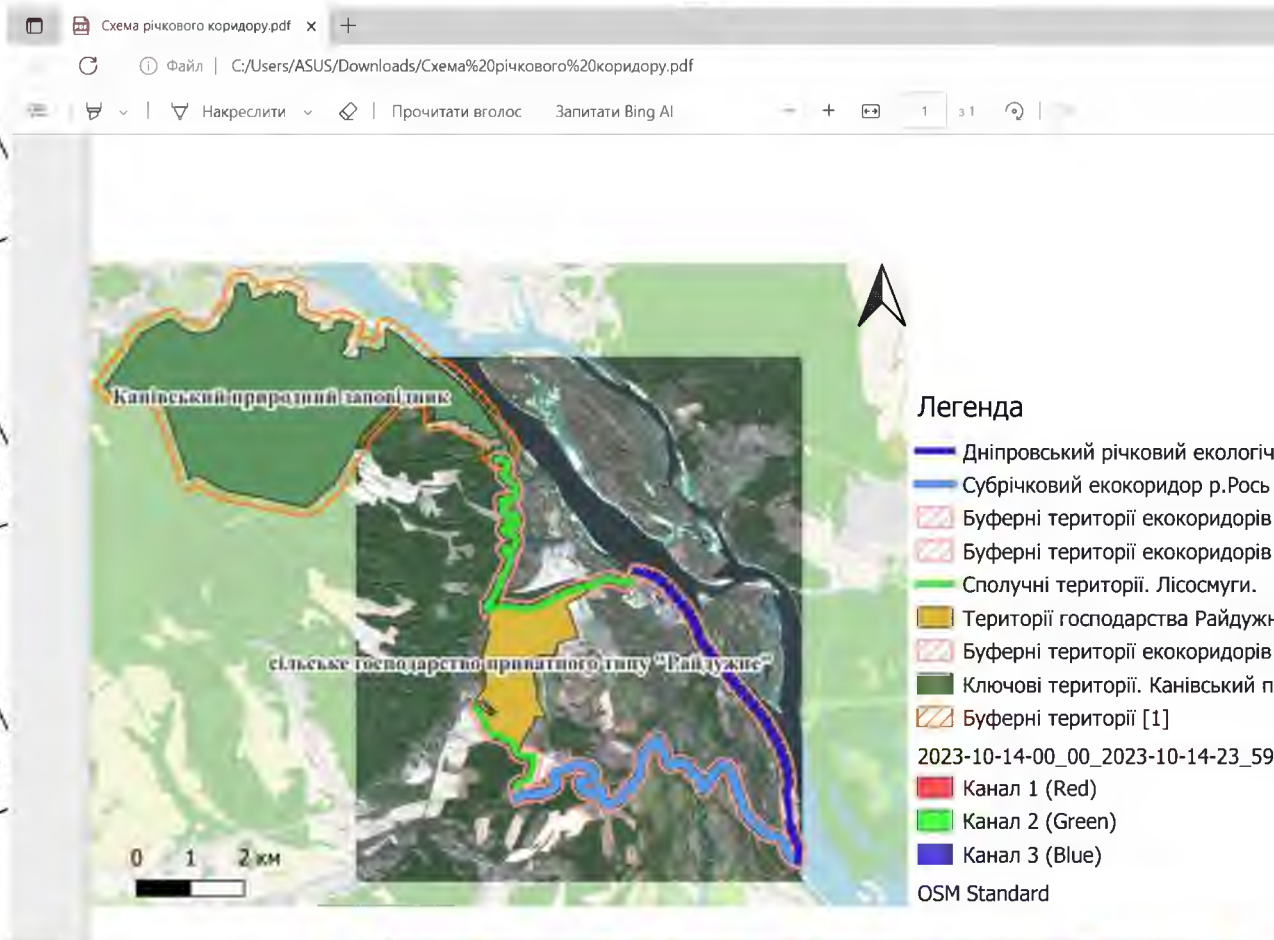 Схема річкового коридору.pdf
Файл | C:/Users/ASUS/Downloads/Схема%20річкового%20коридору.pdf
Накреслити Прочитати вголос Запитати Bing AI 1 з 1
Канівський природний заповідник
сільське господарство приватного типу "Райдужне"
0 1 2 км
Легенда
Дніпровський річковий екологіч
Субрічковий екокоридор р.Рось
Буферні території екокоридорів
Буферні території екокоридорів
Сполучні території. Лісосмуги.
Території господарства Райдужн
Буферні території екокоридорів
Ключові території. Канівський п
Буферні території [1]
2023-10-14-00_00_2023-10-14-23_59
Канал 1 (Red)
Канал 2 (Green)
Канал 3 (Blue)
OSM Standard